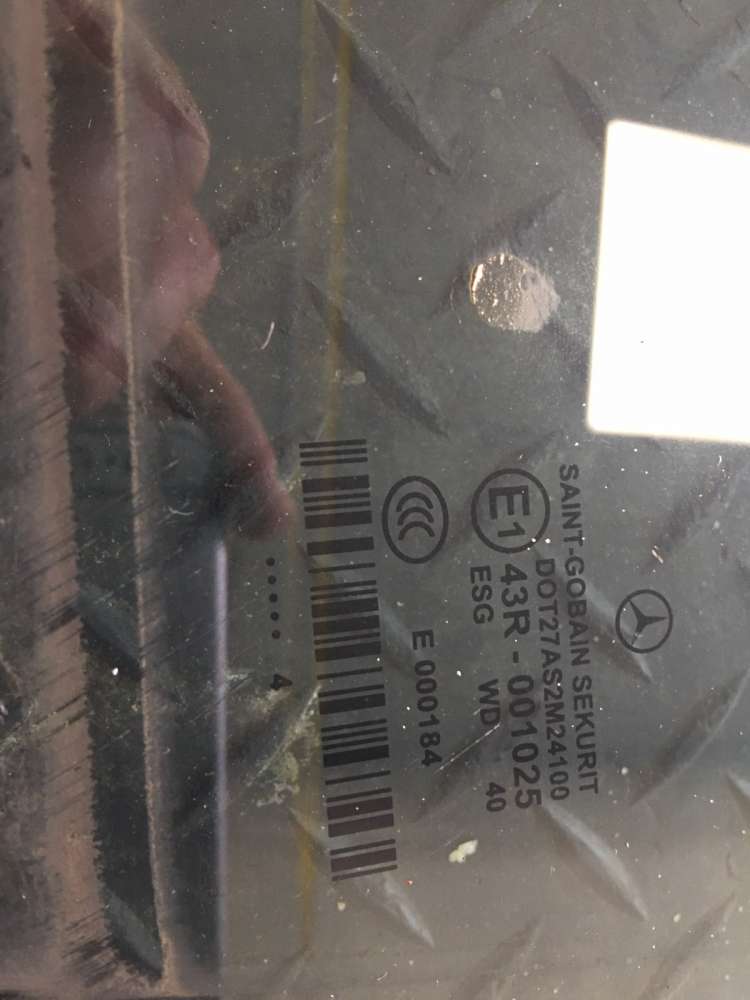 SAINT-GOBAIN SEKURIT
DOT27AS2M24100
E1 43R - 001025
ESG WD 40
CCC E 000184
..... 4